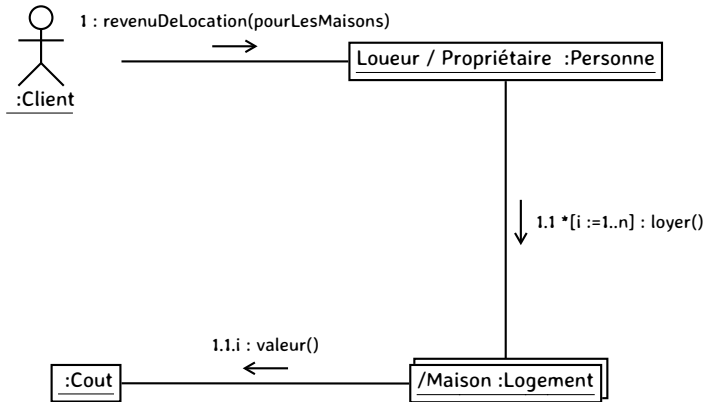 1 : revenuDeLocation(pourLesMaisons)
Loueur / Propriétaire :Personne
:Client
1.1 *[i :=1..n] : loyer()
1.1.i : valeur()
:Cout
/Maison :Logement